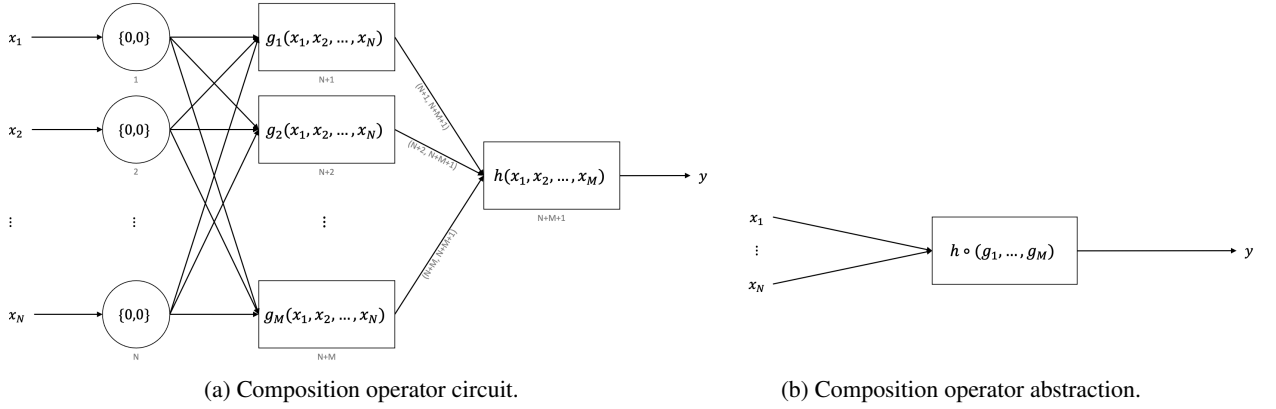 x₁ {0,0} g₁(x₁, x₂, …, xN)
1 N+1
(N+1, N+M+1)
x₂ {0,0} g₂(x₁, x₂, …, xN)
2 N+2
(N+2, N+M+1)
h(x₁, x₂, …, xM) y
N+M+1
⋮ ⋮ ⋮
(N+M, N+M+1)
xN {0,0} gM(x₁, x₂, …, xN)
N N+M
(a) Composition operator circuit.
x₁
⋮
xN
h ∘ (g₁, …, gM) y
(b) Composition operator abstraction.